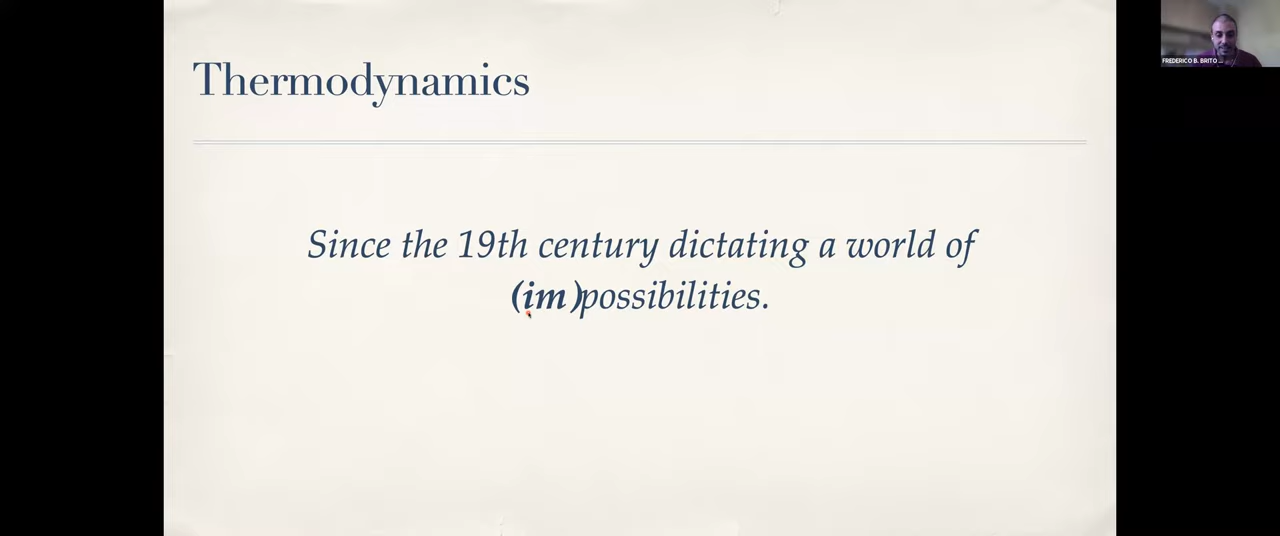 Thermodynamics
Since the 19th century dictating a world of
(im)possibilities.
FREDERICO B. BRITO ...